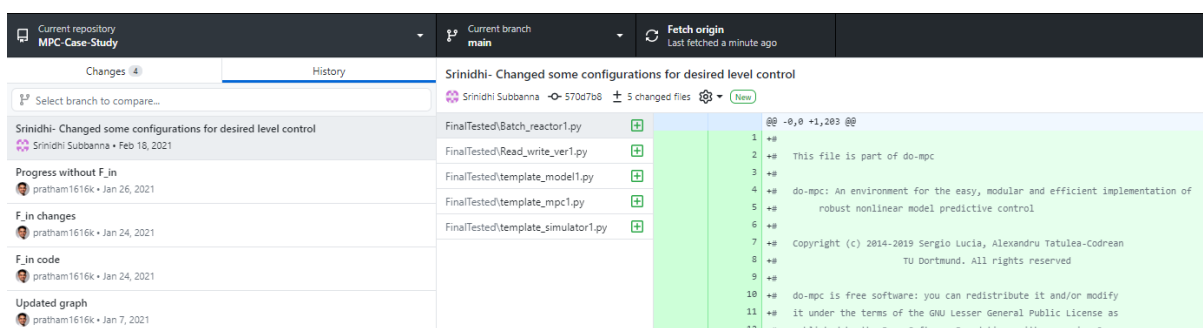 Current repository
MPC-Case-Study
Current branch
main
Fetch origin
Last fetched a minute ago
Changes 4
History
Select branch to compare...
Srinidhi- Changed some configurations for desired level control
Srinidhi Subbanna • Feb 18, 2021
Progress without F_in
pratham1616k • Jan 26, 2021
F_in changes
pratham1616k • Jan 24, 2021
F_in code
pratham1616k • Jan 24, 2021
Updated graph
pratham1616k • Jan 7, 2021
Srinidhi- Changed some configurations for desired level control
Srinidhi Subbanna 570d7b8 5 changed files New
FinalTested\Batch_reactor1.py
FinalTested\Read_write_ver1.py
FinalTested\template_model1.py
FinalTested\template_mpc1.py
FinalTested\template_simulator1.py
@@ -0,0 +1,203 @@
1 +#
2 +# This file is part of do-mpc
3 +#
4 +# do-mpc: An environment for the easy, modular and efficient implementation of
5 +# robust nonlinear model predictive control
6 +#
7 +# Copyright (c) 2014-2019 Sergio Lucia, Alexandru Tatulea-Codrean
8 +# TU Dortmund. All rights reserved
9 +#
10 +# do-mpc is free software: you can redistribute it and/or modify
11 +# it under the terms of the GNU Lesser General Public License as